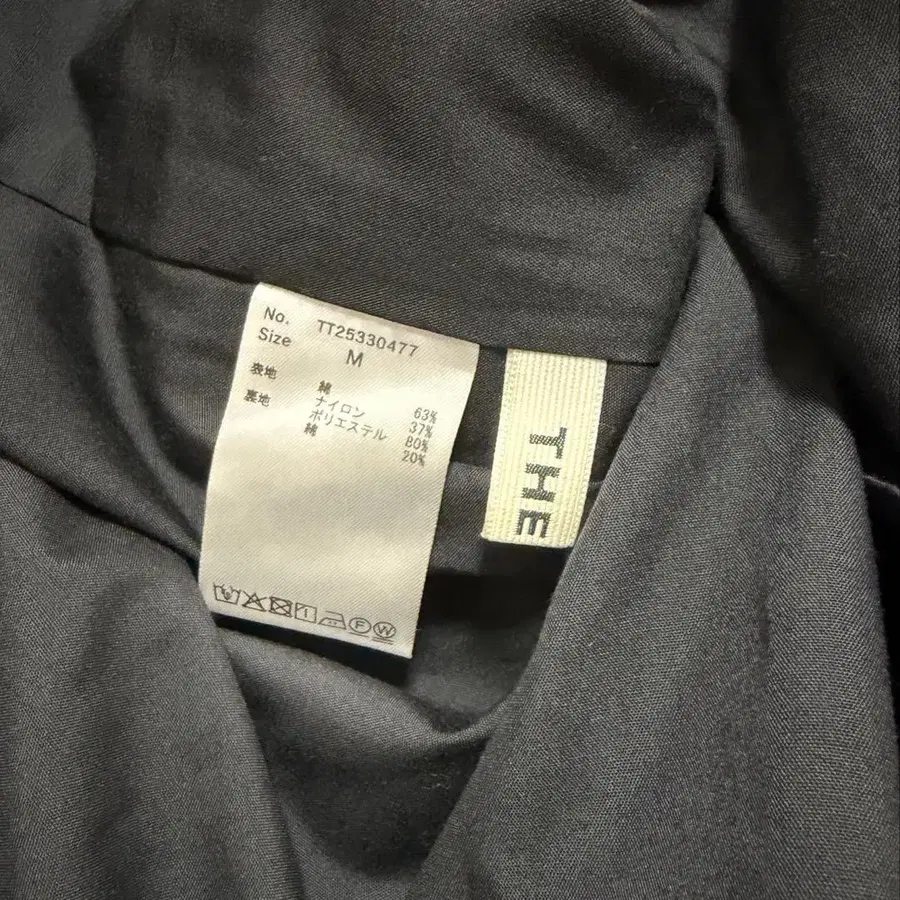 No. TT25330477
Size M
表地 綿 63%
ナイロン 37%
裏地 ポリエステル 80%
綿 20%
THE